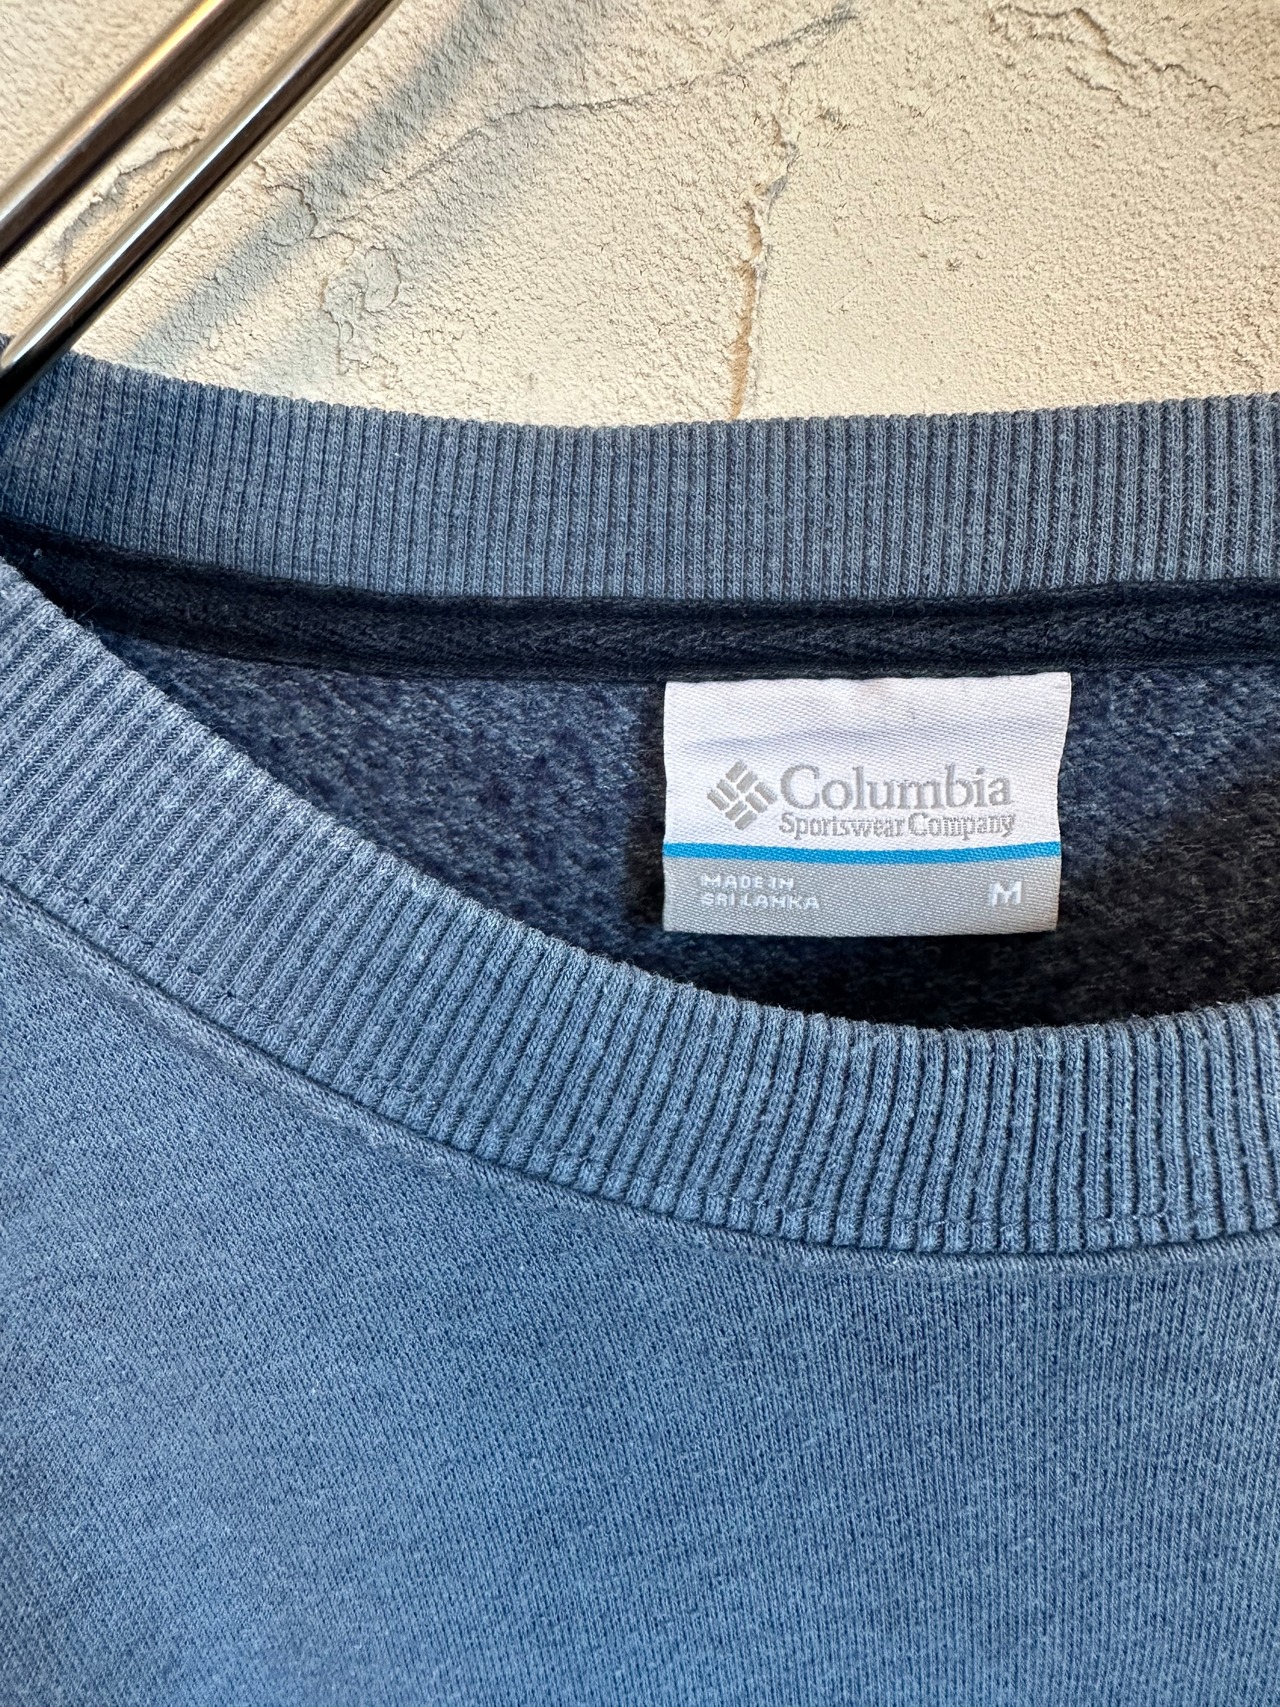 Columbia
Sportswear Company
MADE IN
SRI LANKA
M